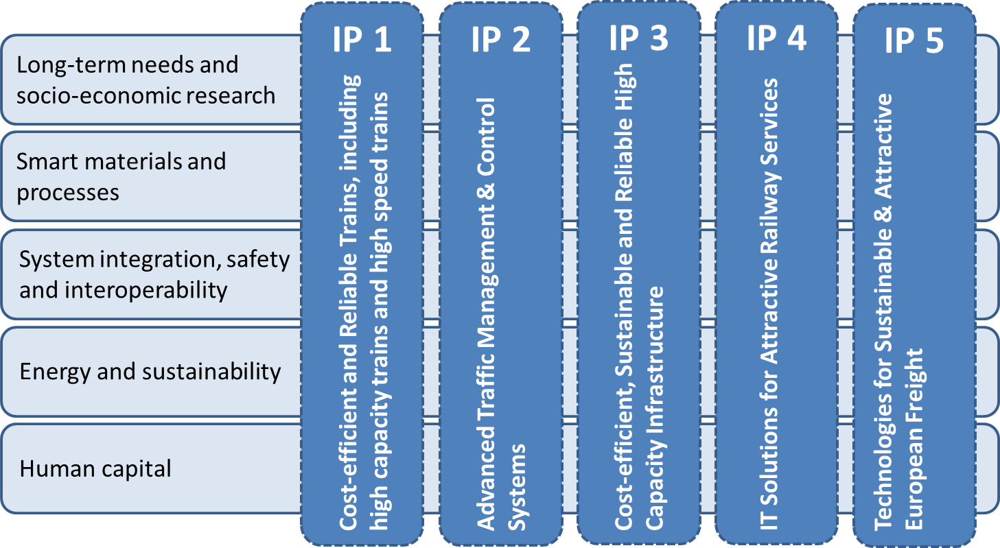 Long-term needs and
socio-economic research
Smart materials and
processes
System integration, safety
and interoperability
Energy and sustainability
Human capital
IP 1
Cost-efficient and Reliable Trains, including
high capacity trains and high speed trains
IP 2
Advanced Traffic Management & Control
Systems
IP 3
Cost-efficient, Sustainable and Reliable High
Capacity Infrastructure
IP 4
IT Solutions for Attractive Railway Services
IP 5
Technologies for Sustainable & Attractive
European Freight